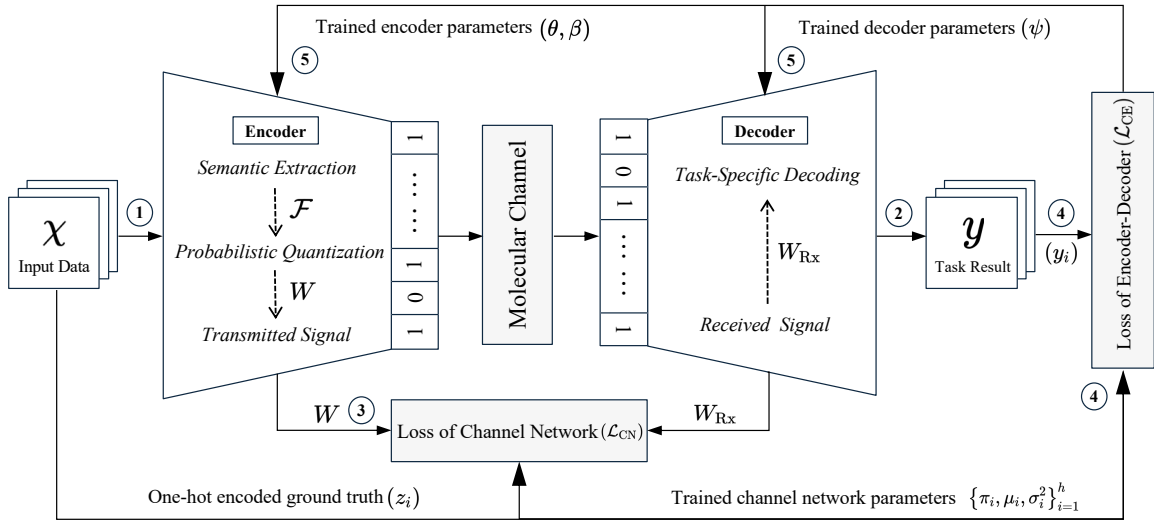 Trained encoder parameters (θ, β)
Trained decoder parameters (ψ)
5
5
Encoder
Semantic Extraction
ℱ
Probabilistic Quantization
W
Transmitted Signal
1
......
1
0
1
Molecular Channel
1
0
1
......
1
Decoder
Task-Specific Decoding
W_Rx
Received Signal
χ
Input Data
1
2
y
Task Result
4
(y_i)
Loss of Encoder-Decoder (ℒ_CE)
4
W
3
Loss of Channel Network (ℒ_CN)
W_Rx
One-hot encoded ground truth (z_i)
Trained channel network parameters {π_i, μ_i, σ_i^2}_{i=1}^h